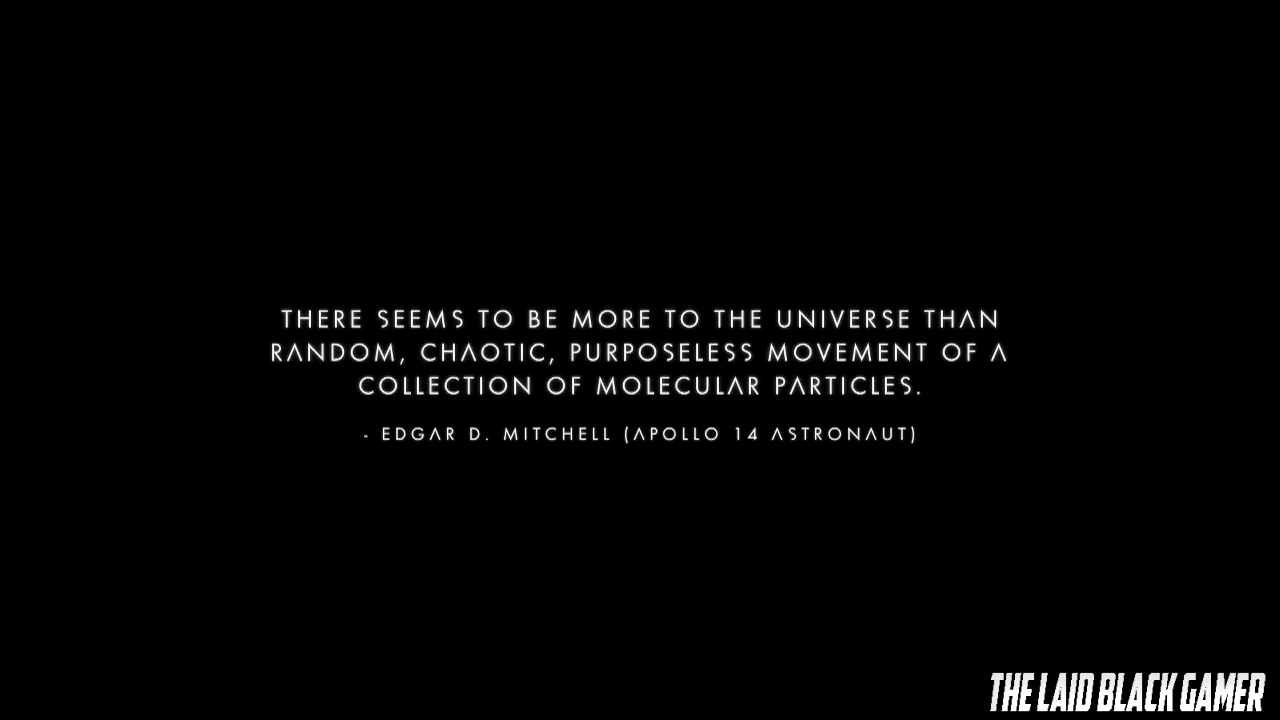 THERE SEEMS TO BE MORE TO THE UNIVERSE THAN
RANDOM, CHAOTIC, PURPOSELESS MOVEMENT OF A
COLLECTION OF MOLECULAR PARTICLES.
- EDGAR D. MITCHELL (APOLLO 14 ASTRONAUT)
THE LAID BLACK GAMER